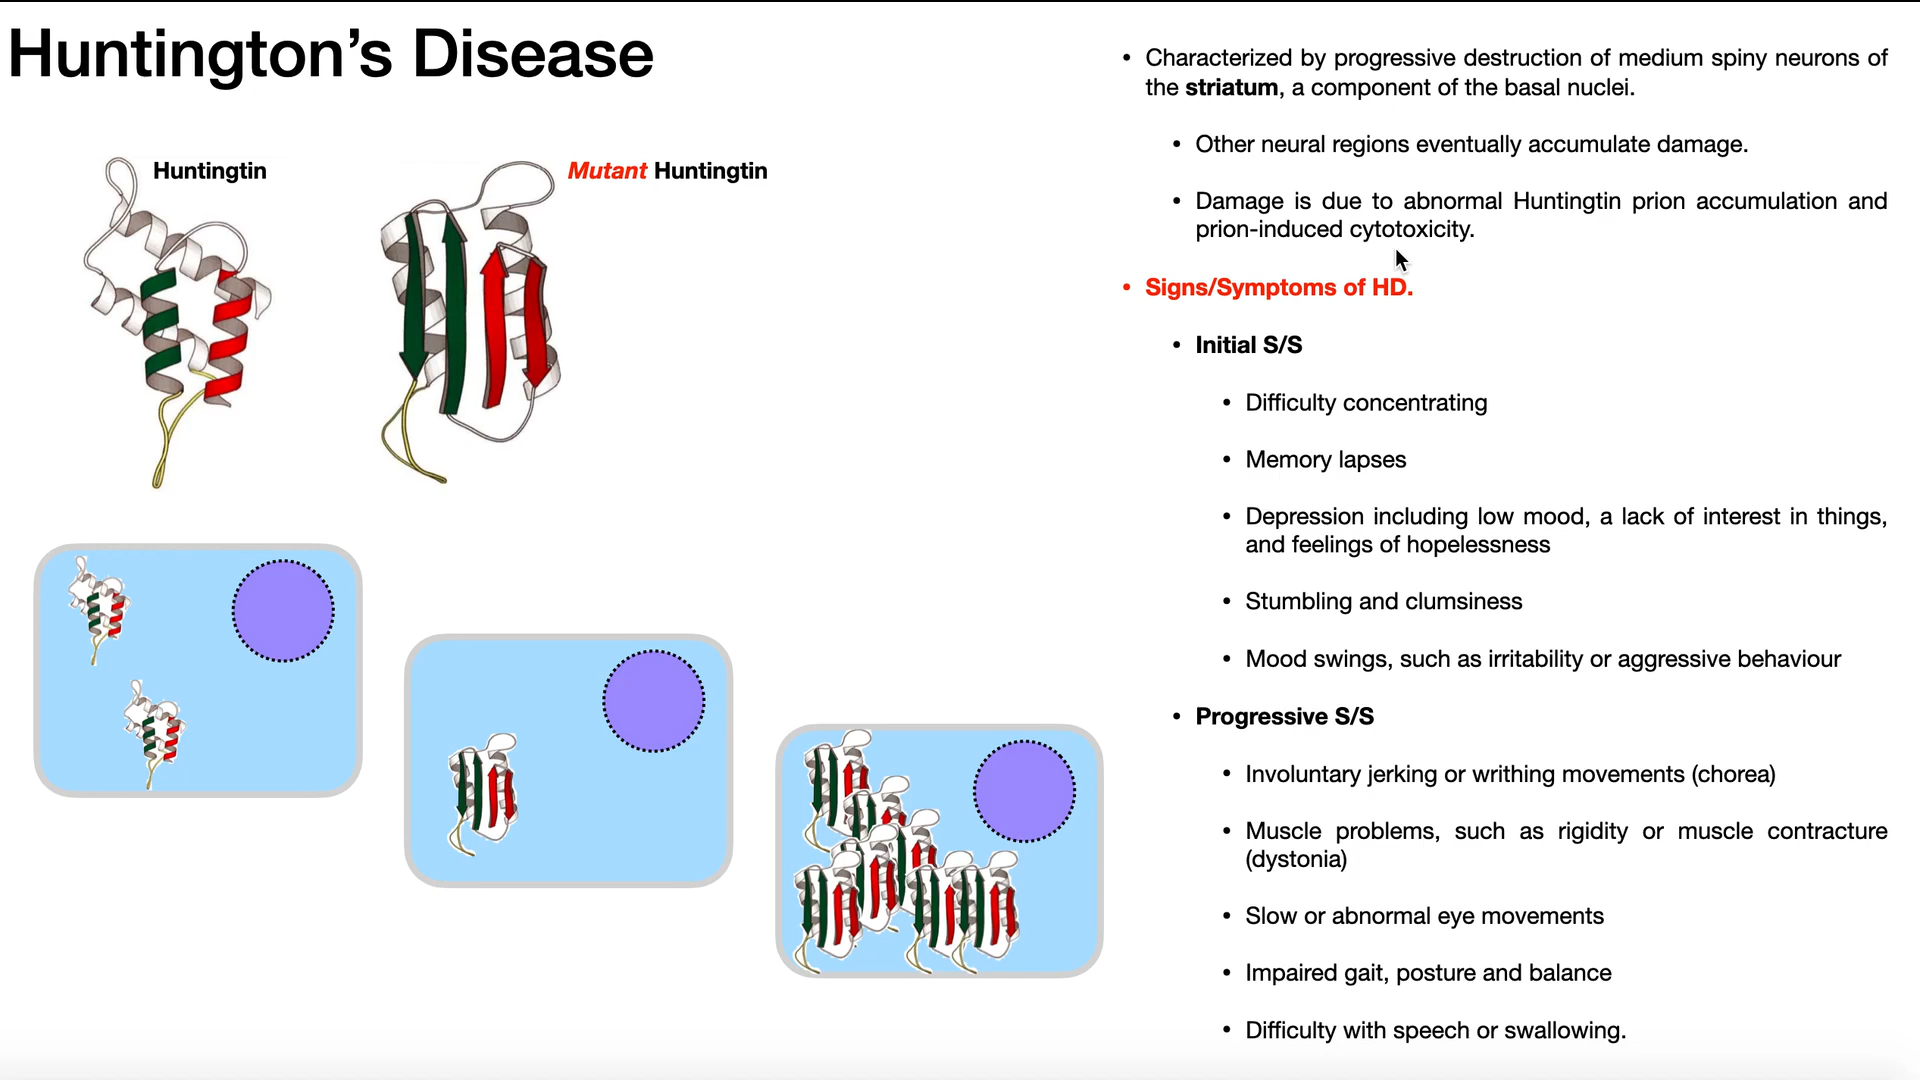 Huntington’s Disease
Huntingtin
Mutant Huntingtin
• Characterized by progressive destruction of medium spiny neurons of
the striatum, a component of the basal nuclei.
• Other neural regions eventually accumulate damage.
• Damage is due to abnormal Huntingtin prion accumulation and
prion-induced cytotoxicity.
• Signs/Symptoms of HD.
• Initial S/S
• Difficulty concentrating
• Memory lapses
• Depression including low mood, a lack of interest in things,
and feelings of hopelessness
• Stumbling and clumsiness
• Mood swings, such as irritability or aggressive behaviour
• Progressive S/S
• Involuntary jerking or writhing movements (chorea)
• Muscle problems, such as rigidity or muscle contracture
(dystonia)
• Slow or abnormal eye movements
• Impaired gait, posture and balance
• Difficulty with speech or swallowing.